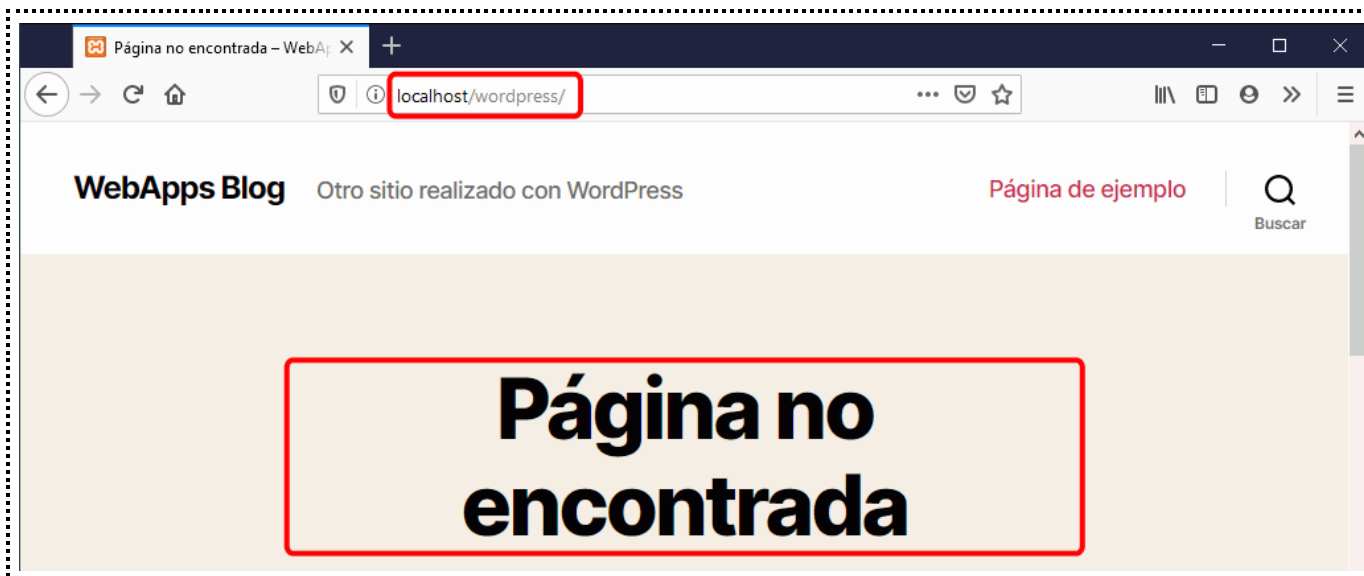 Página no encontrada – WebAp
localhost/wordpress/
WebApps Blog Otro sitio realizado con WordPress Página de ejemplo
Buscar
Página no
encontrada